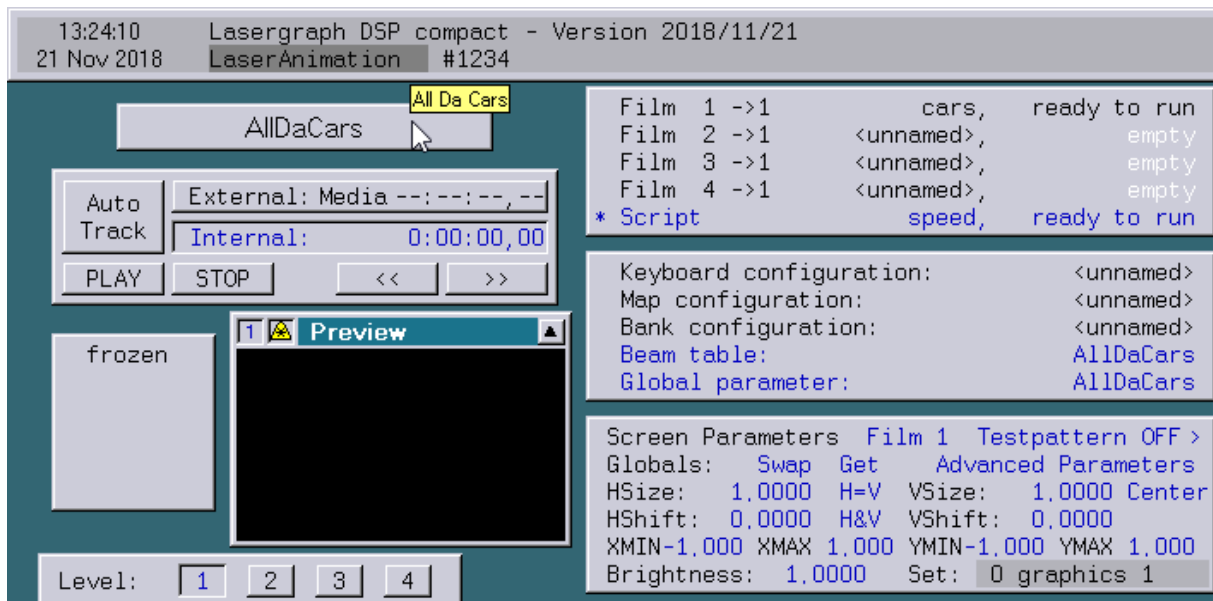 13:24:10 Lasergraph DSP compact - Version 2018/11/21
21 Nov 2018 LaserAnimation #1234
All Da Cars
AllDaCars
Auto Track
External: Media --:--:--,--
Internal: 0:00:00,00
PLAY STOP << >>
frozen
1 Preview
Level: 1 2 3 4
Film 1 ->1 cars, ready to run
Film 2 ->1 <unnamed>, empty
Film 3 ->1 <unnamed>, empty
Film 4 ->1 <unnamed>, empty
* Script speed, ready to run
Keyboard configuration: <unnamed>
Map configuration: <unnamed>
Bank configuration: <unnamed>
Beam table: AllDaCars
Global parameter: AllDaCars
Screen Parameters Film 1 Testpattern OFF >
Globals: Swap Get Advanced Parameters
HSize: 1,0000 H=V VSize: 1,0000 Center
HShift: 0,0000 H&V VShift: 0,0000
XMIN-1,000 XMAX 1,000 YMIN-1,000 YMAX 1,000
Brightness: 1,0000 Set: 0 graphics 1